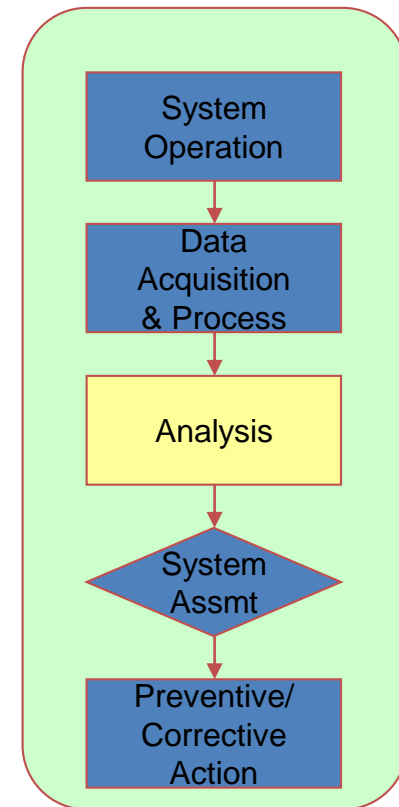 System
Operation
Data
Acquisition
& Process
Analysis
System
Assmt
Preventive/
Corrective
Action